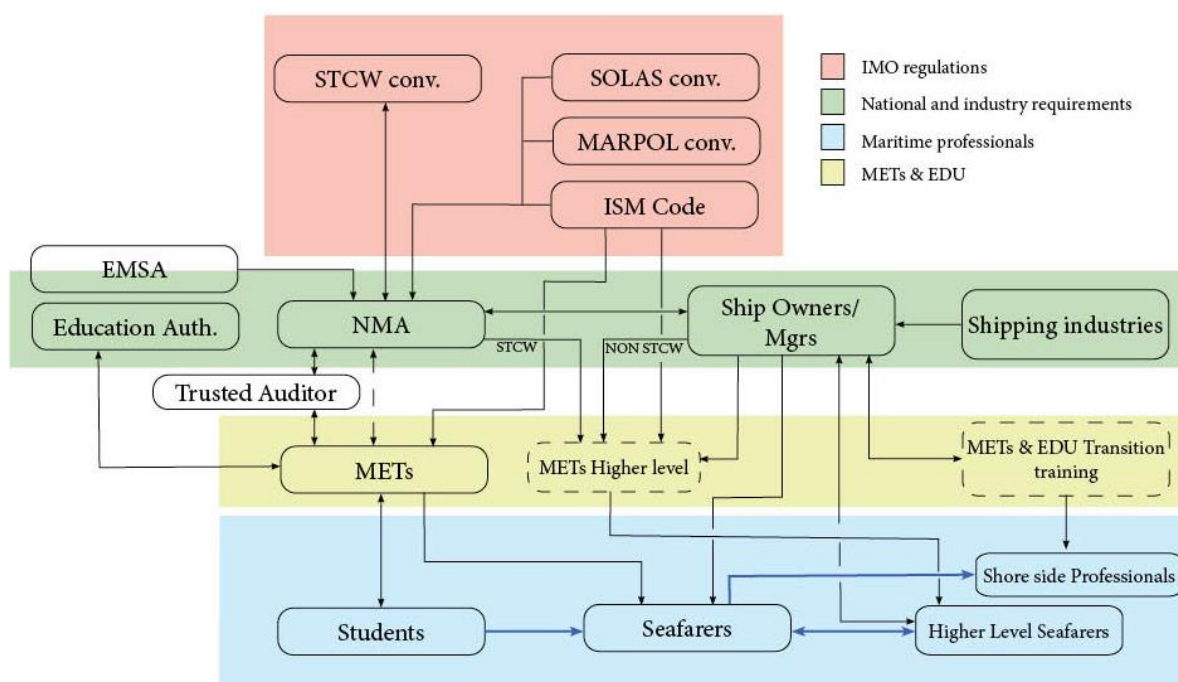 STCW conv.
SOLAS conv.
MARPOL conv.
ISM Code
IMO regulations
National and industry requirements
Maritime professionals
METs & EDU
EMSA
Education Auth.
NMA
Ship Owners/
Mgrs
Shipping industries
STCW
NON STCW
Trusted Auditor
METs
METs Higher level
METs & EDU Transition
training
Shore side Professionals
Students
Seafarers
Higher Level Seafarers